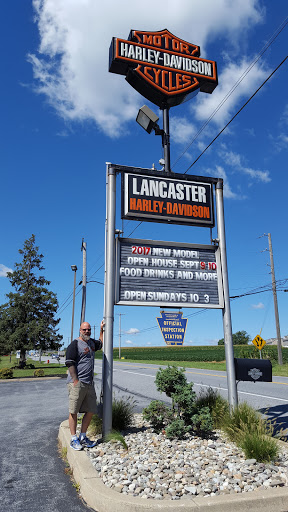 MOTOR
HARLEY-DAVIDSON
CYCLES
LANCASTER
HARLEY-DAVIDSON
2017 NEW MODEL
OPEN HOUSE SEPT 9-10
FOOD DRINKS AND MORE
OPEN SUNDAYS 10-3
OFFICIAL
INSPECTION
STATION